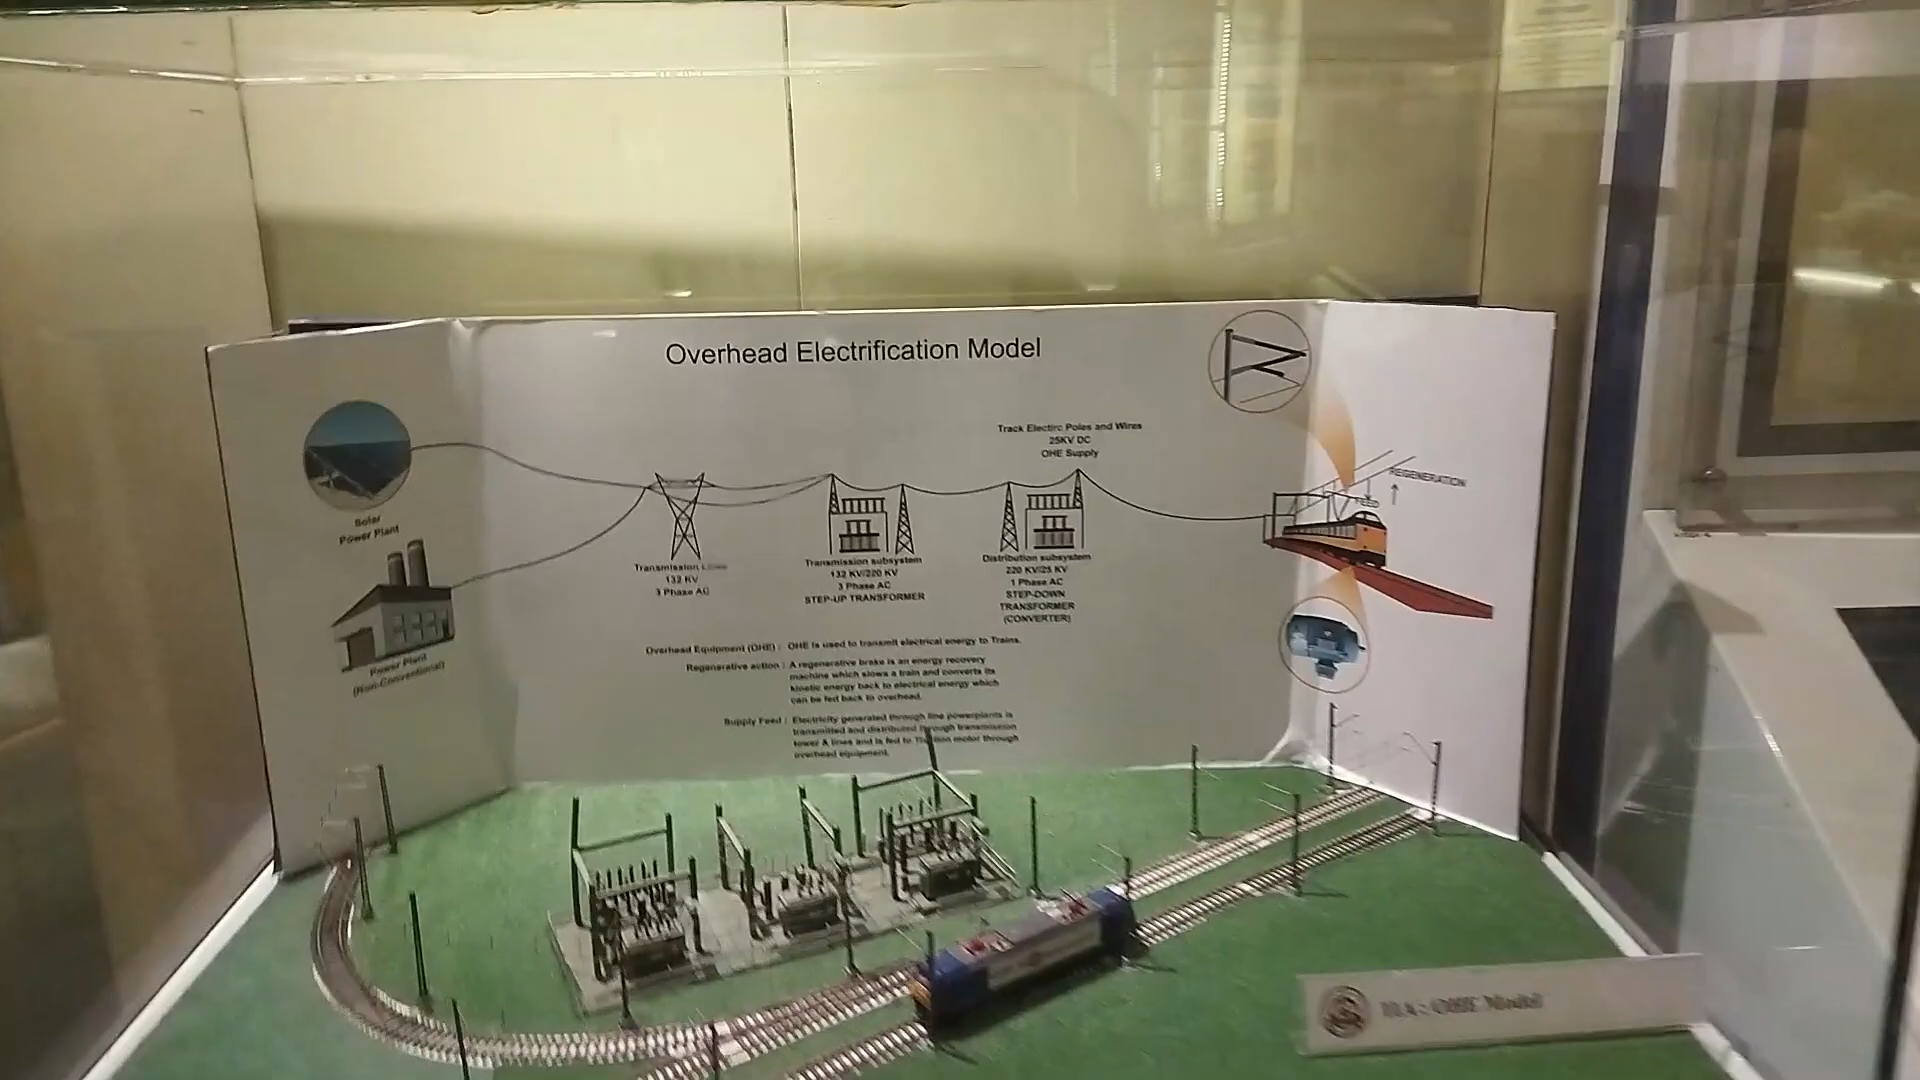 Overhead Electrification Model
Track Electirc Poles and Wires
25KV DC
OHE Supply
REGENERATION
FEED
Solar
Power Plant
Transmission Lines
132 KV
3 Phase AC
Transmission subsystem
132 KV/220 KV
3 Phase AC
STEP-UP TRANSFORMER
Distribution subsystem
220 KV/25 KV
1 Phase AC
STEP-DOWN
TRANSFORMER
(CONVERTER)
Power Plant
(Non-Conventional)
Overhead Equipment (OHE) : OHE is used to transmit electrical energy to Trains.
Regenerative action : A regenerative brake is an energy recovery
machine which slows a train and converts its
kinetic energy back to electrical energy which
can be fed back to overhead.
Supply Feed : Electricity generated through line powerplants is
transmitted and distributed through transmission
tower & lines and is fed to Traction motor through
overhead equipment.
OHE Model